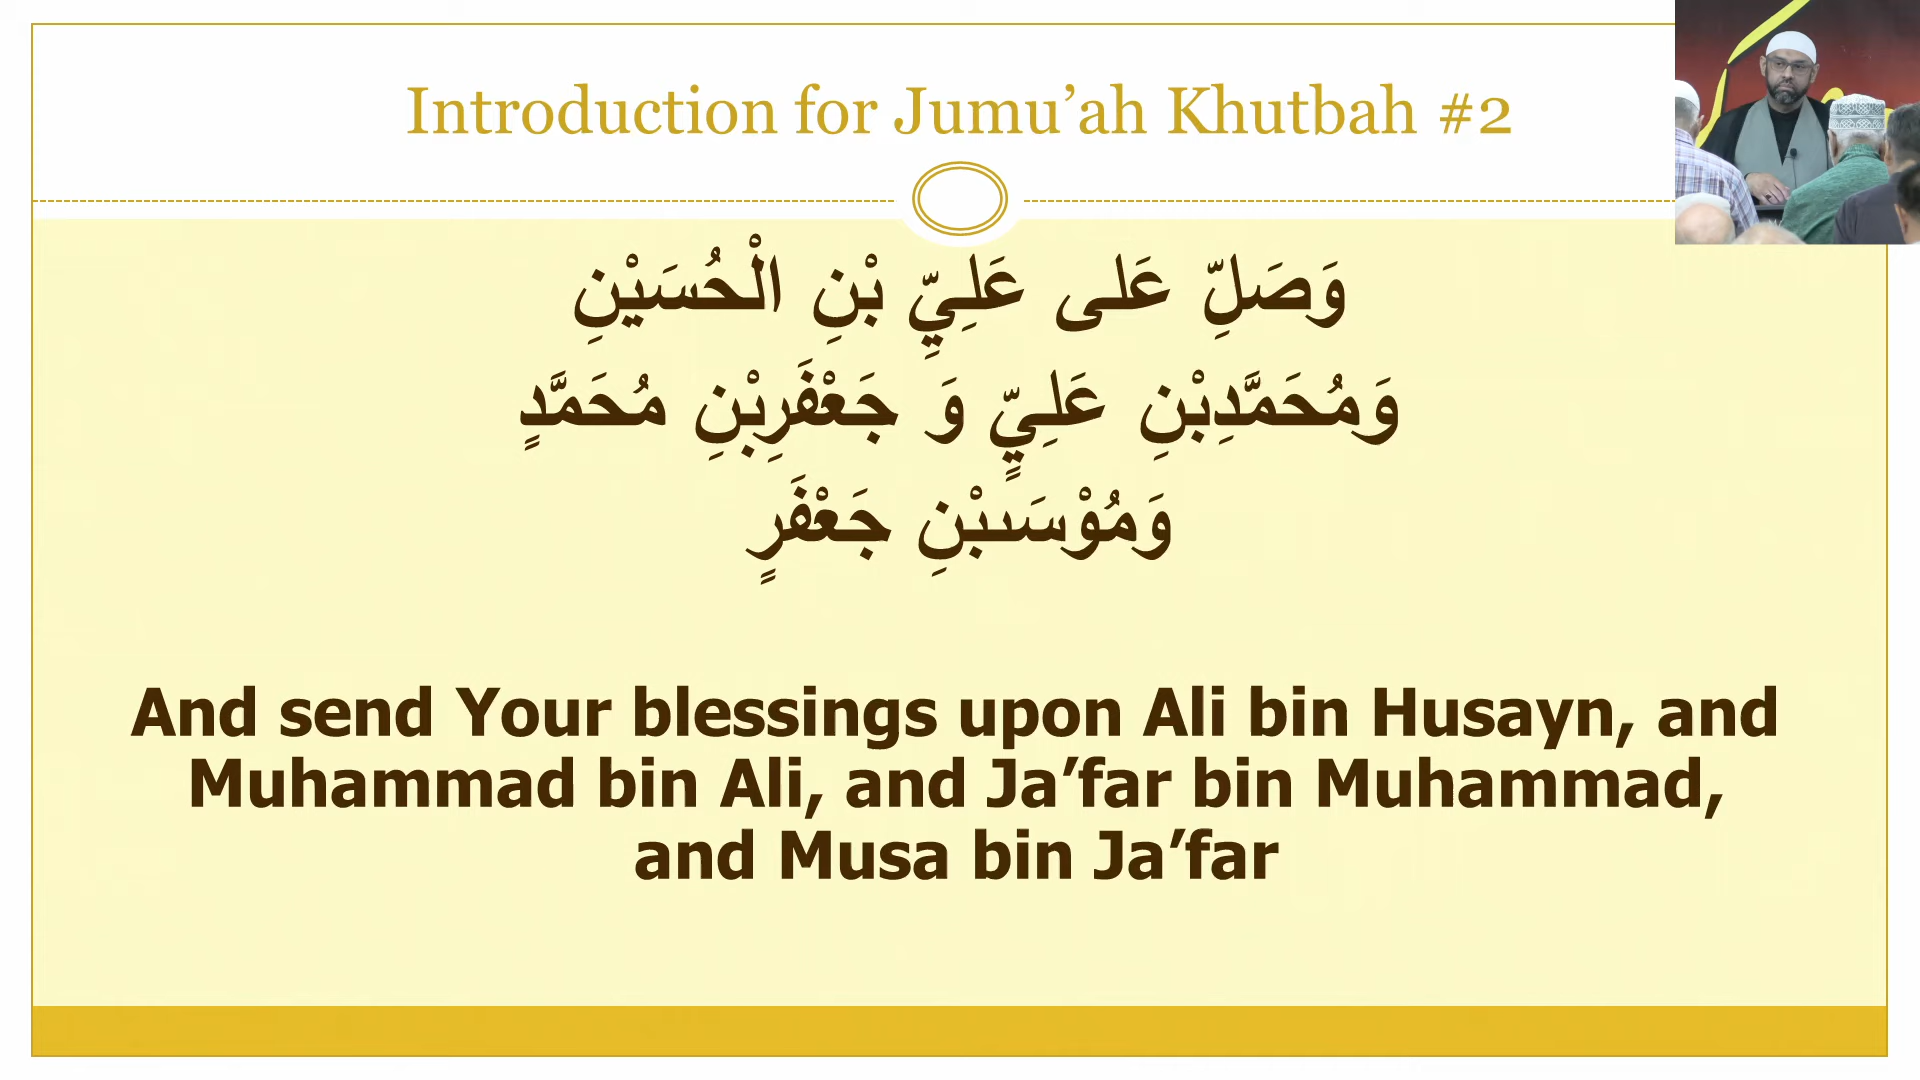 Introduction for Jumu’ah Khutbah #2
وَصَلِّ عَلى عَلِيِّ بْنِ الْحُسَيْنِ
وَمُحَمَّدِبْنِ عَلِيٍّ وَ جَعْفَرِبْنِ مُحَمَّدٍ
وَمُوْسَىبْنِ جَعْفَرٍ
And send Your blessings upon Ali bin Husayn, and
Muhammad bin Ali, and Ja’far bin Muhammad,
and Musa bin Ja’far